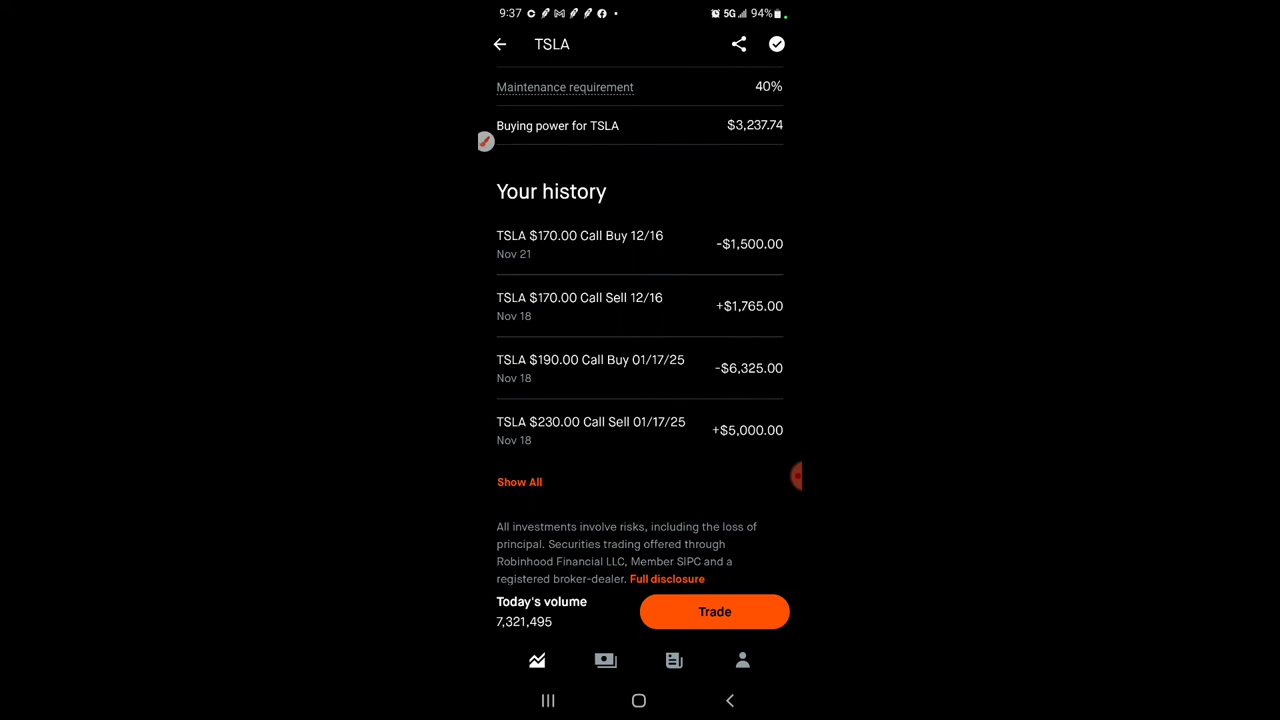 9:37
5G 94%
TSLA
Maintenance requirement 40%
Buying power for TSLA $3,237.74
Your history
TSLA $170.00 Call Buy 12/16 -$1,500.00
Nov 21
TSLA $170.00 Call Sell 12/16 +$1,765.00
Nov 18
TSLA $190.00 Call Buy 01/17/25 -$6,325.00
Nov 18
TSLA $230.00 Call Sell 01/17/25 +$5,000.00
Nov 18
Show All
All investments involve risks, including the loss of
principal. Securities trading offered through
Robinhood Financial LLC, Member SIPC and a
registered broker-dealer. Full disclosure
Today's volume
7,321,495
Trade